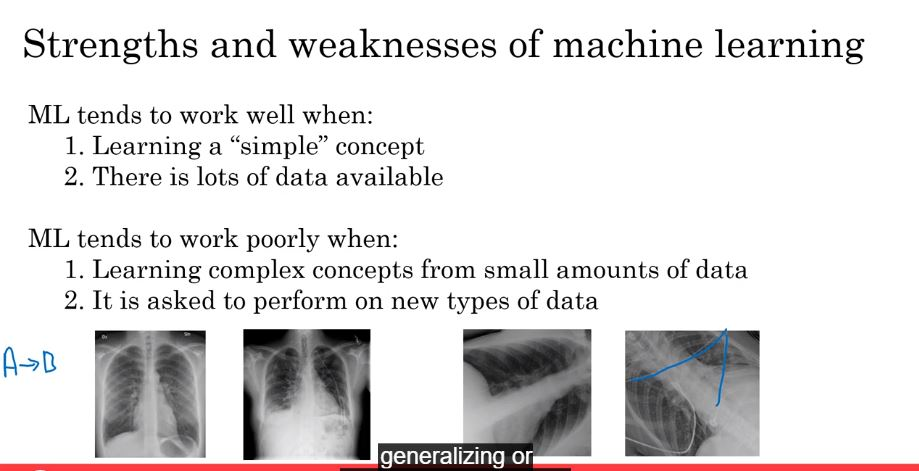 Strengths and weaknesses of machine learning
ML tends to work well when:
1. Learning a “simple” concept
2. There is lots of data available
ML tends to work poorly when:
1. Learning complex concepts from small amounts of data
2. It is asked to perform on new types of data
A→B
generalizing or